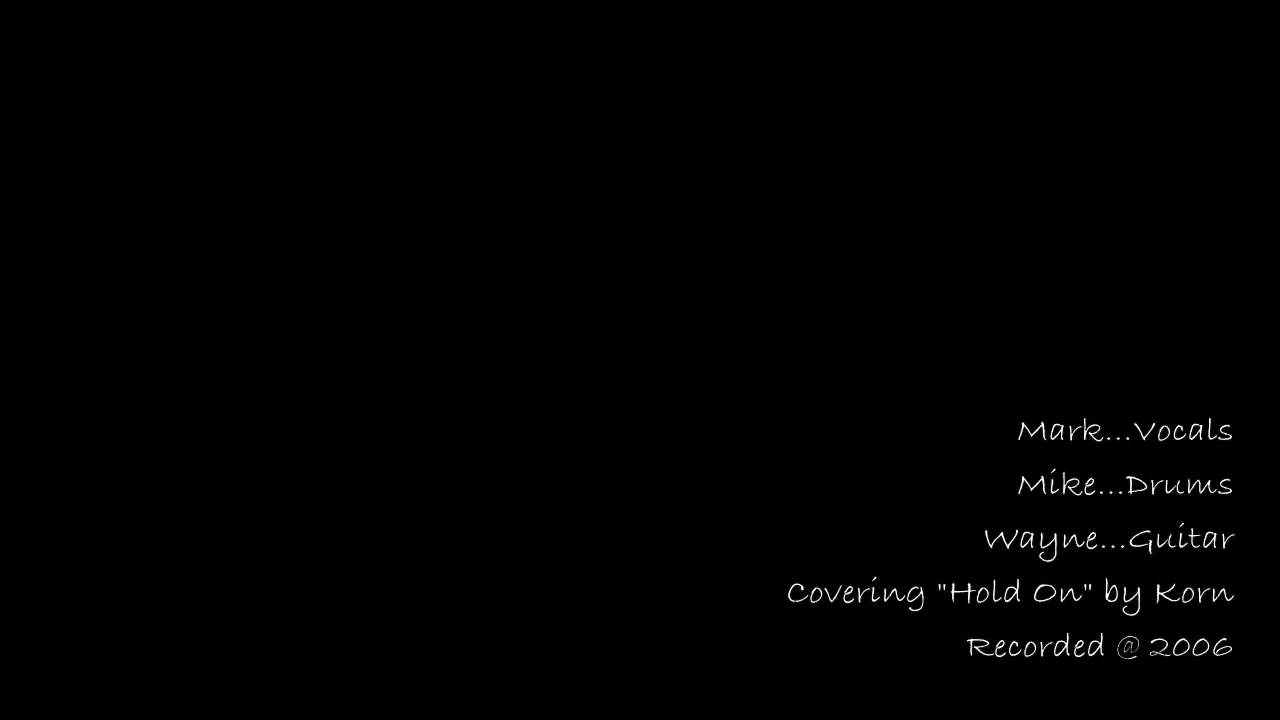 Mark...Vocals
Mike...Drums
Wayne...Guitar
Covering "Hold On" by Korn
Recorded @ 2006